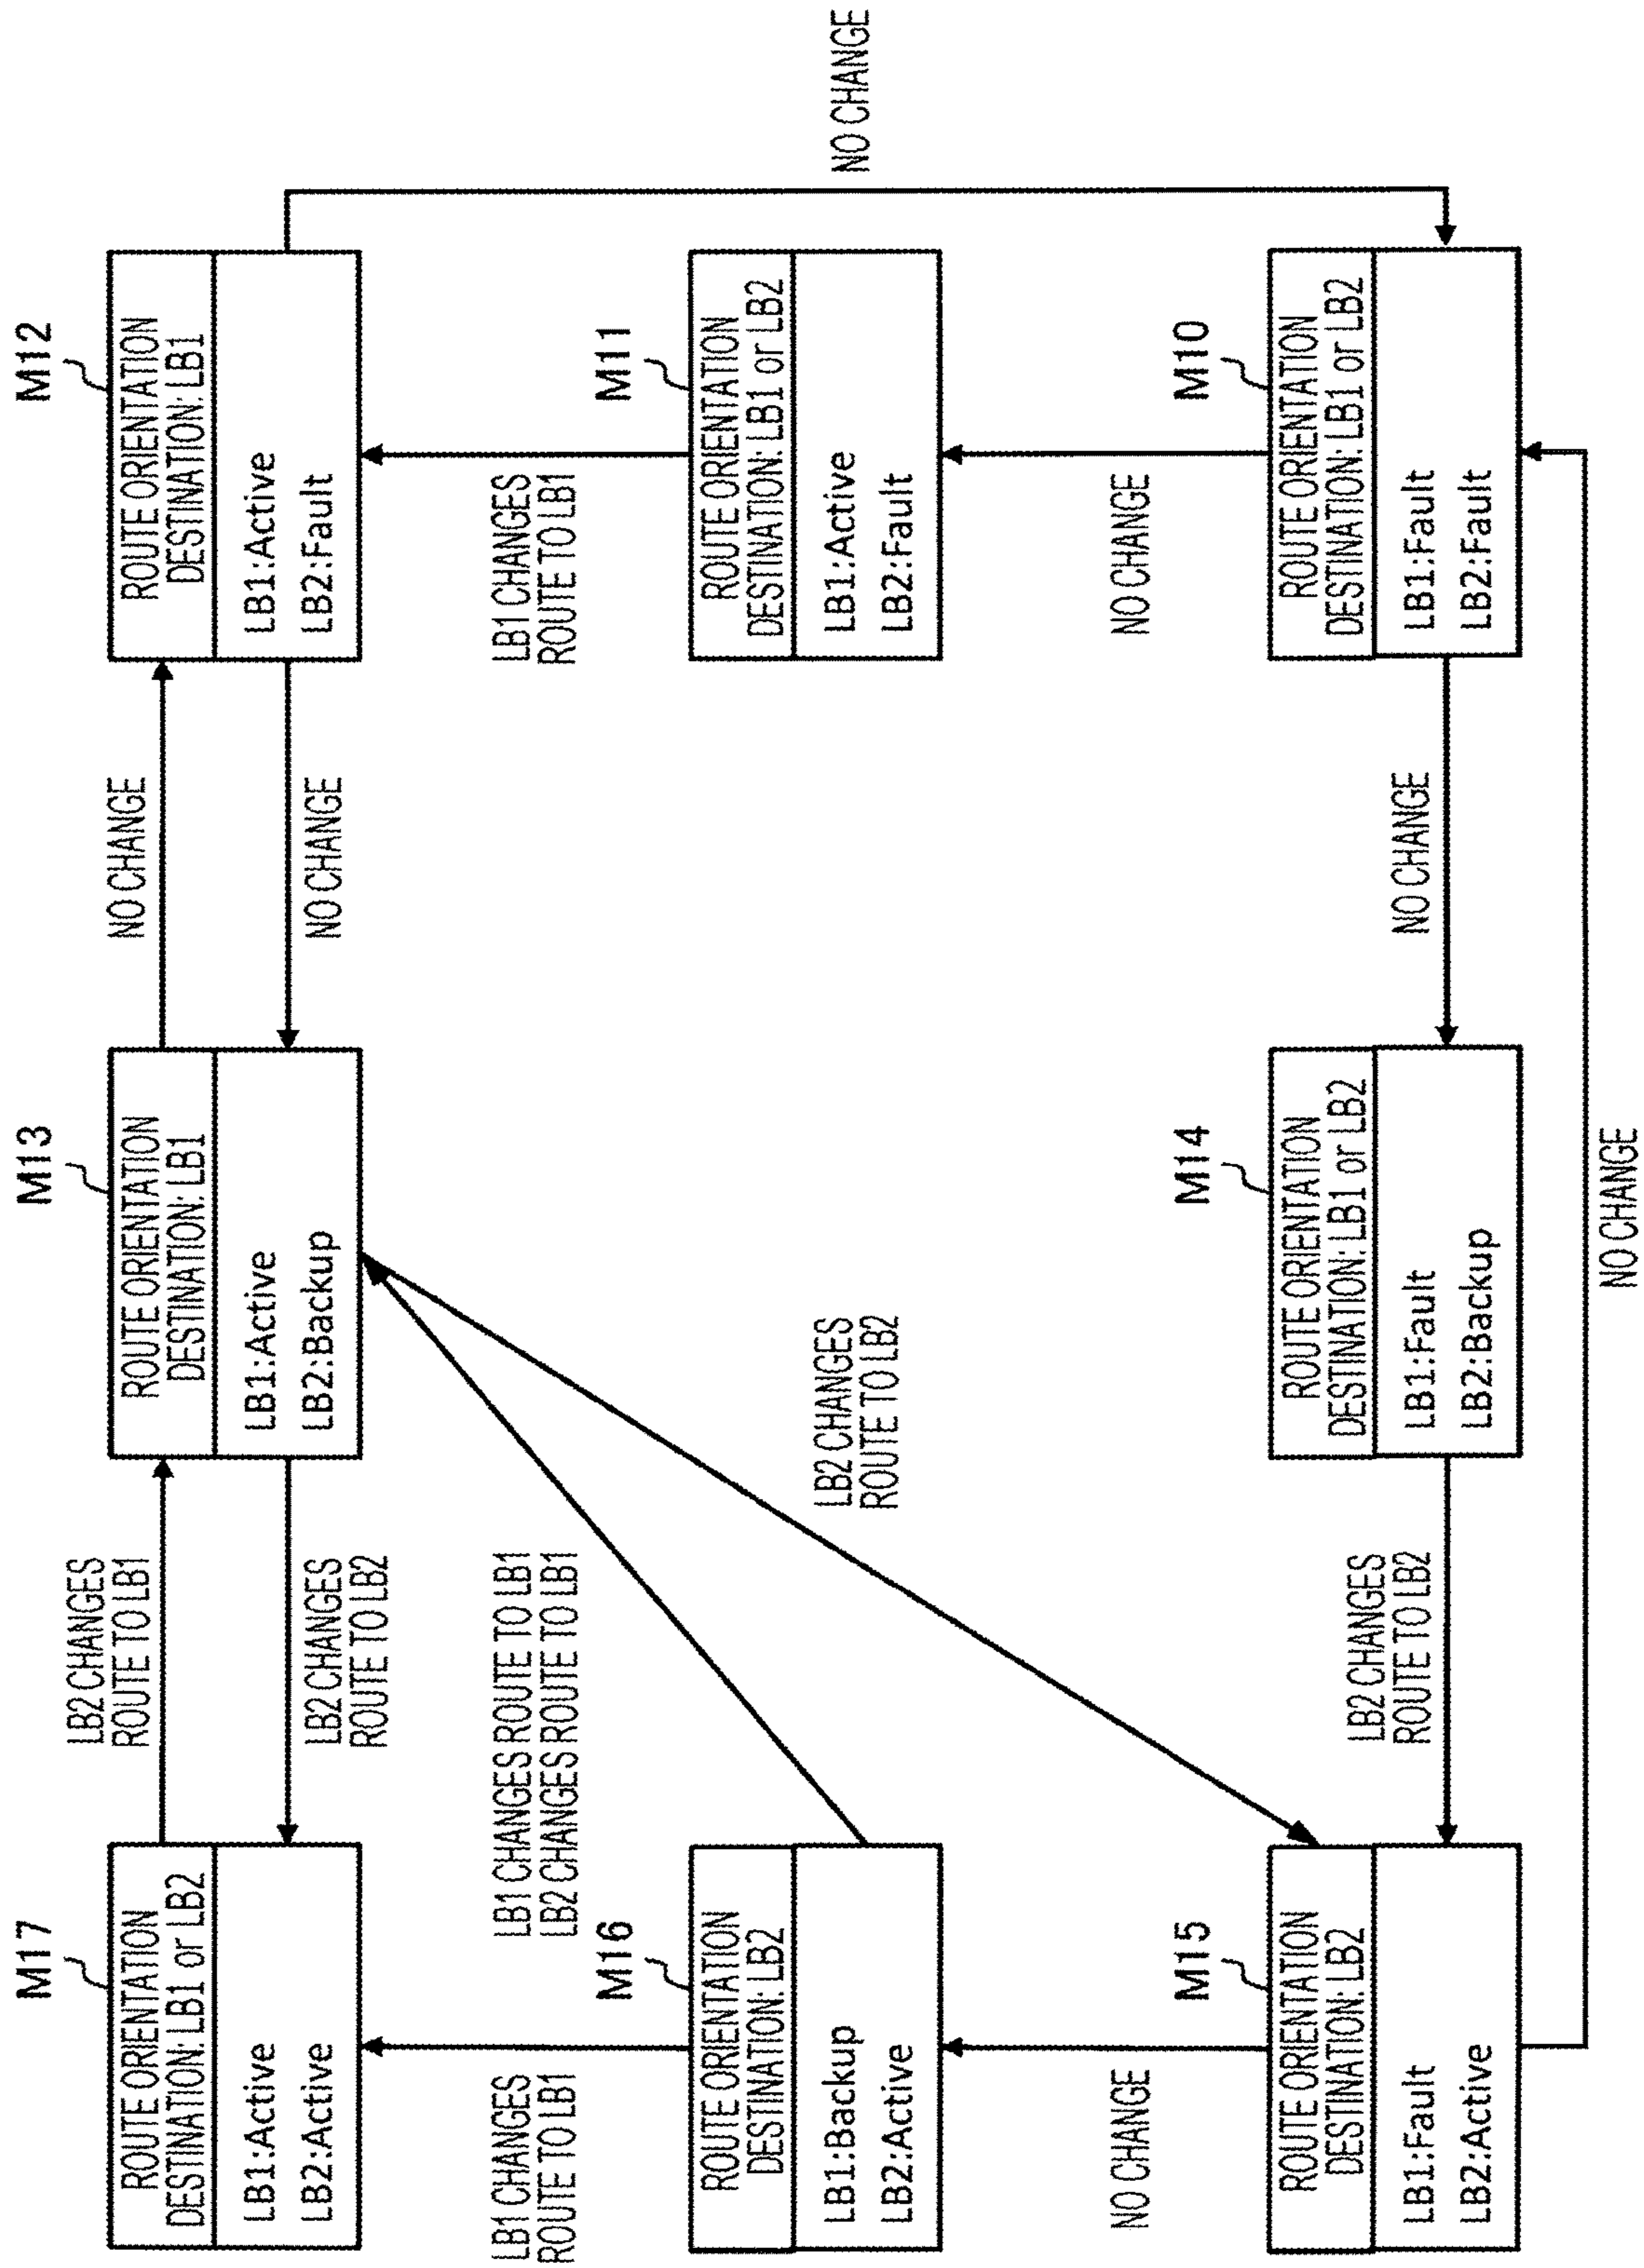 M17
ROUTE ORIENTATION
DESTINATION: LB1 or LB2
LB1:Active
LB2:Active
LB2 CHANGES
ROUTE TO LB1
LB2 CHANGES
ROUTE TO LB2
M13
ROUTE ORIENTATION
DESTINATION: LB1
LB1:Active
LB2:Backup
NO CHANGE
NO CHANGE
M12
ROUTE ORIENTATION
DESTINATION: LB1
LB1:Active
LB2:Fault
LB1 CHANGES
ROUTE TO LB1
LB1 CHANGES ROUTE TO LB1
LB2 CHANGES ROUTE TO LB1
LB1 CHANGES
ROUTE TO LB1
M16
ROUTE ORIENTATION
DESTINATION: LB2
LB1:Backup
LB2:Active
LB2 CHANGES
ROUTE TO LB2
M11
ROUTE ORIENTATION
DESTINATION: LB1 or LB2
LB1:Active
LB2:Fault
NO CHANGE
NO CHANGE
NO CHANGE
M15
ROUTE ORIENTATION
DESTINATION: LB2
LB1:Fault
LB2:Active
LB2 CHANGES
ROUTE TO LB2
M14
ROUTE ORIENTATION
DESTINATION: LB1 or LB2
LB1:Fault
LB2:Backup
NO CHANGE
M10
ROUTE ORIENTATION
DESTINATION: LB1 or LB2
LB1:Fault
LB2:Fault
NO CHANGE